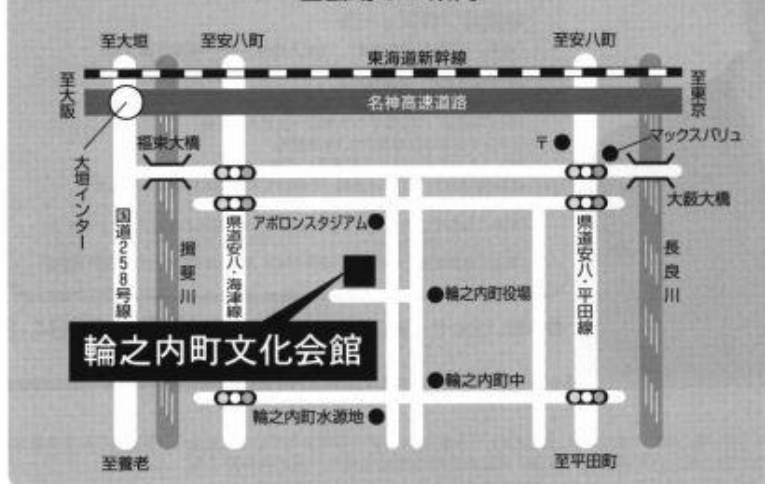 至大垣
至安八町
至安八町
東海道新幹線
至大阪
名神高速道路
至東京
福東大橋
〒
マックスバリュ
大垣インター
大薮大橋
国道258号線
揖斐川
県道安八・海津線
アポロンスタジアム
県道安八・平田線
長良川
輪之内町役場
輪之内町文化会館
輪之内町中
輪之内町水源地
至養老
至平田町